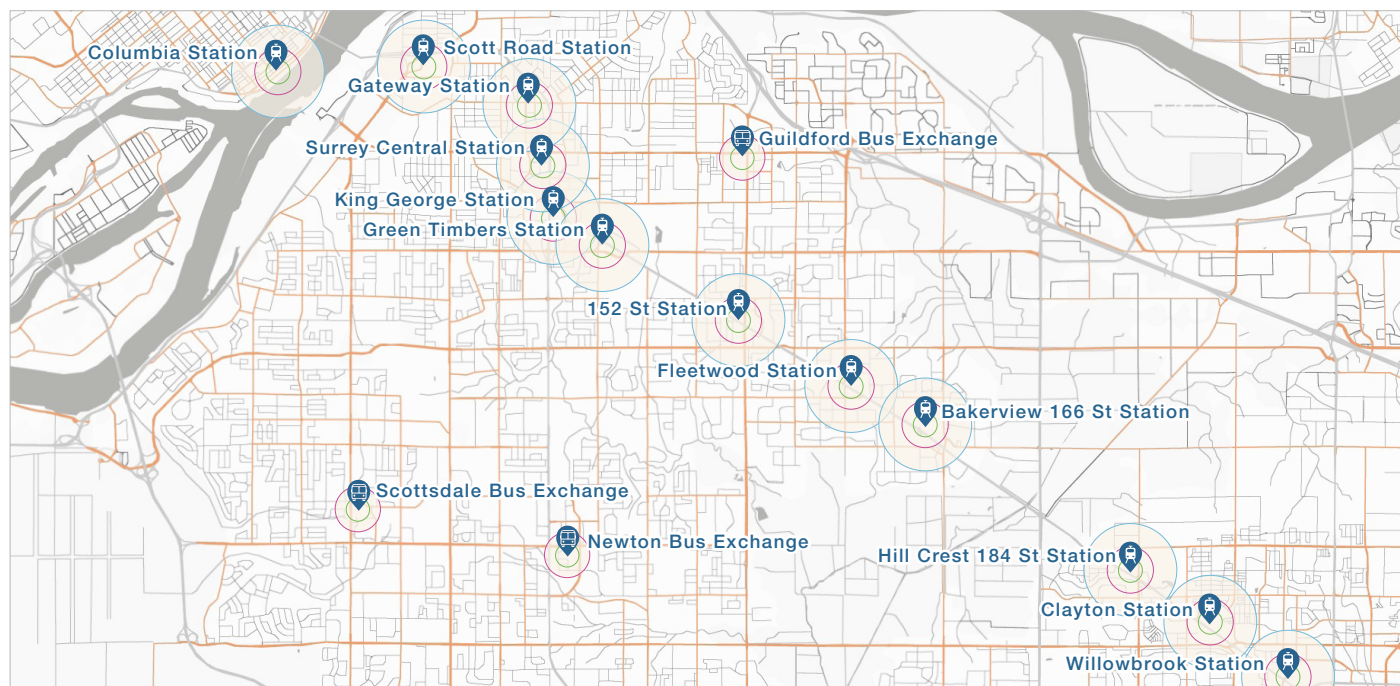 Columbia Station
Scott Road Station
Gateway Station
Guildford Bus Exchange
Surrey Central Station
King George Station
Green Timbers Station
152 St Station
Fleetwood Station
Bakerview 166 St Station
Scottsdale Bus Exchange
Newton Bus Exchange
Hill Crest 184 St Station
Clayton Station
Willowbrook Station